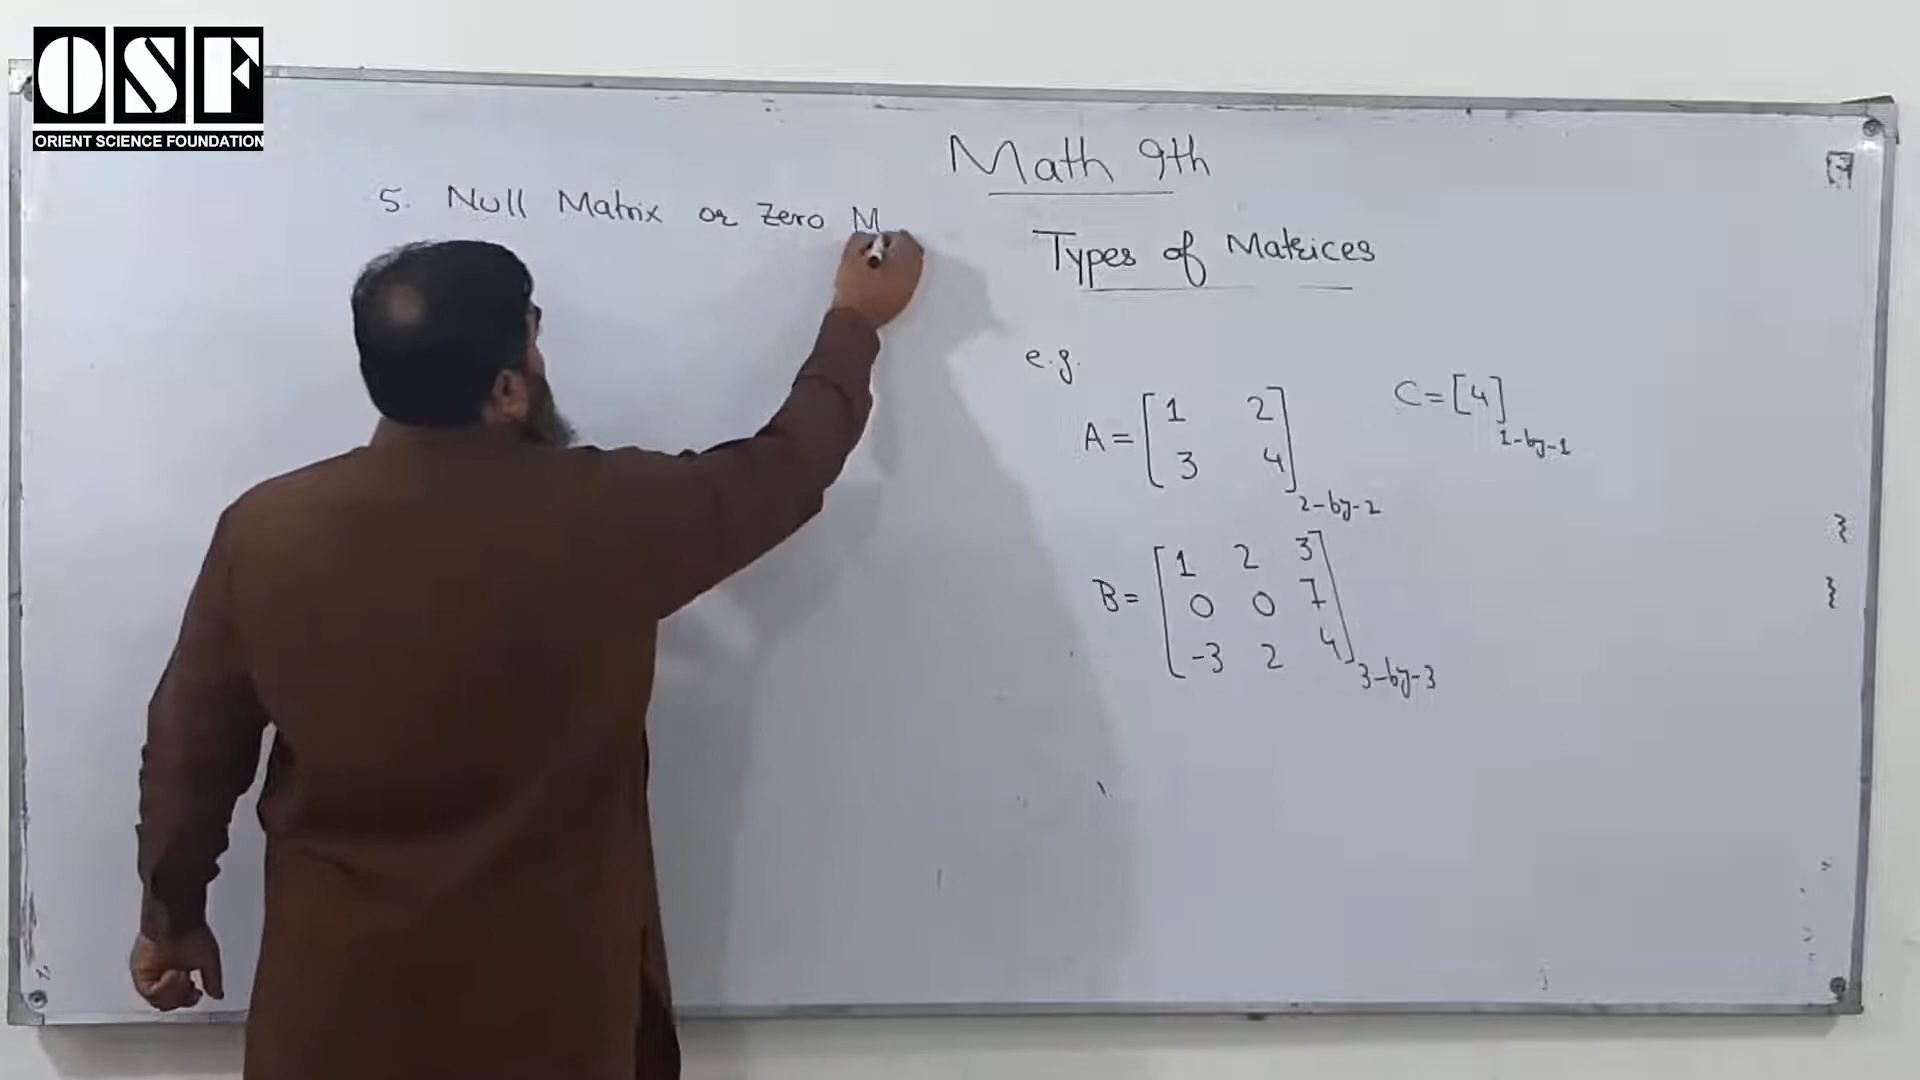 OSF
ORIENT SCIENCE FOUNDATION
Math 9th
5. Null Matrix or Zero M
Types of Matrices
e.g.
A = [1 2
3 4] 2-by-2
C = [4] 1-by-1
B = [1 2 3
0 0 7
-3 2 4] 3-by-3